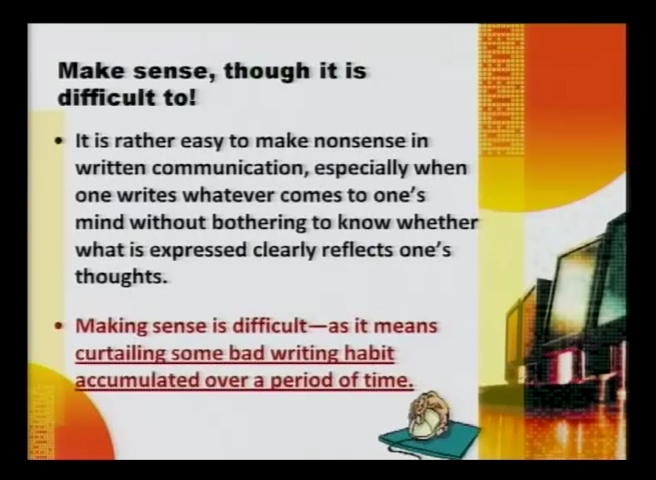 Make sense, though it is
difficult to!
• It is rather easy to make nonsense in
written communication, especially when
one writes whatever comes to one's
mind without bothering to know whether
what is expressed clearly reflects one's
thoughts.
• Making sense is difficult—as it means
curtailing some bad writing habit
accumulated over a period of time.